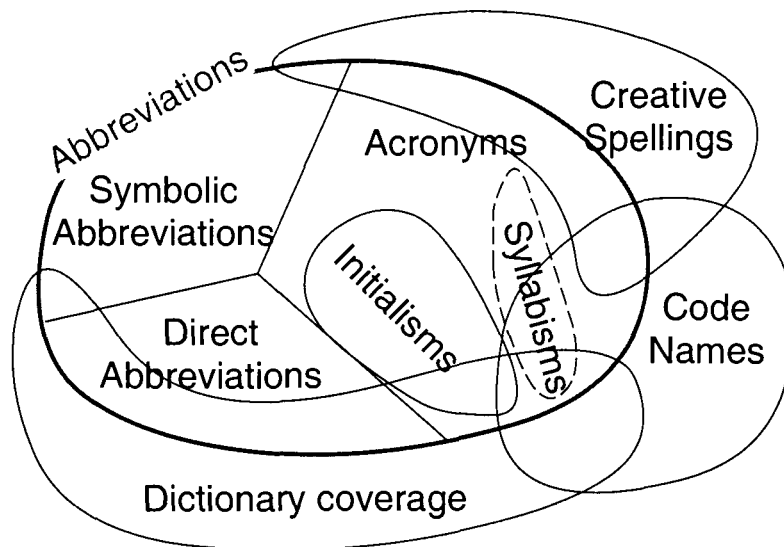 Abbreviations
Creative
Spellings
Acronyms
Symbolic
Abbreviations
Syllabisms
Initialisms
Code
Names
Direct
Abbreviations
Dictionary coverage